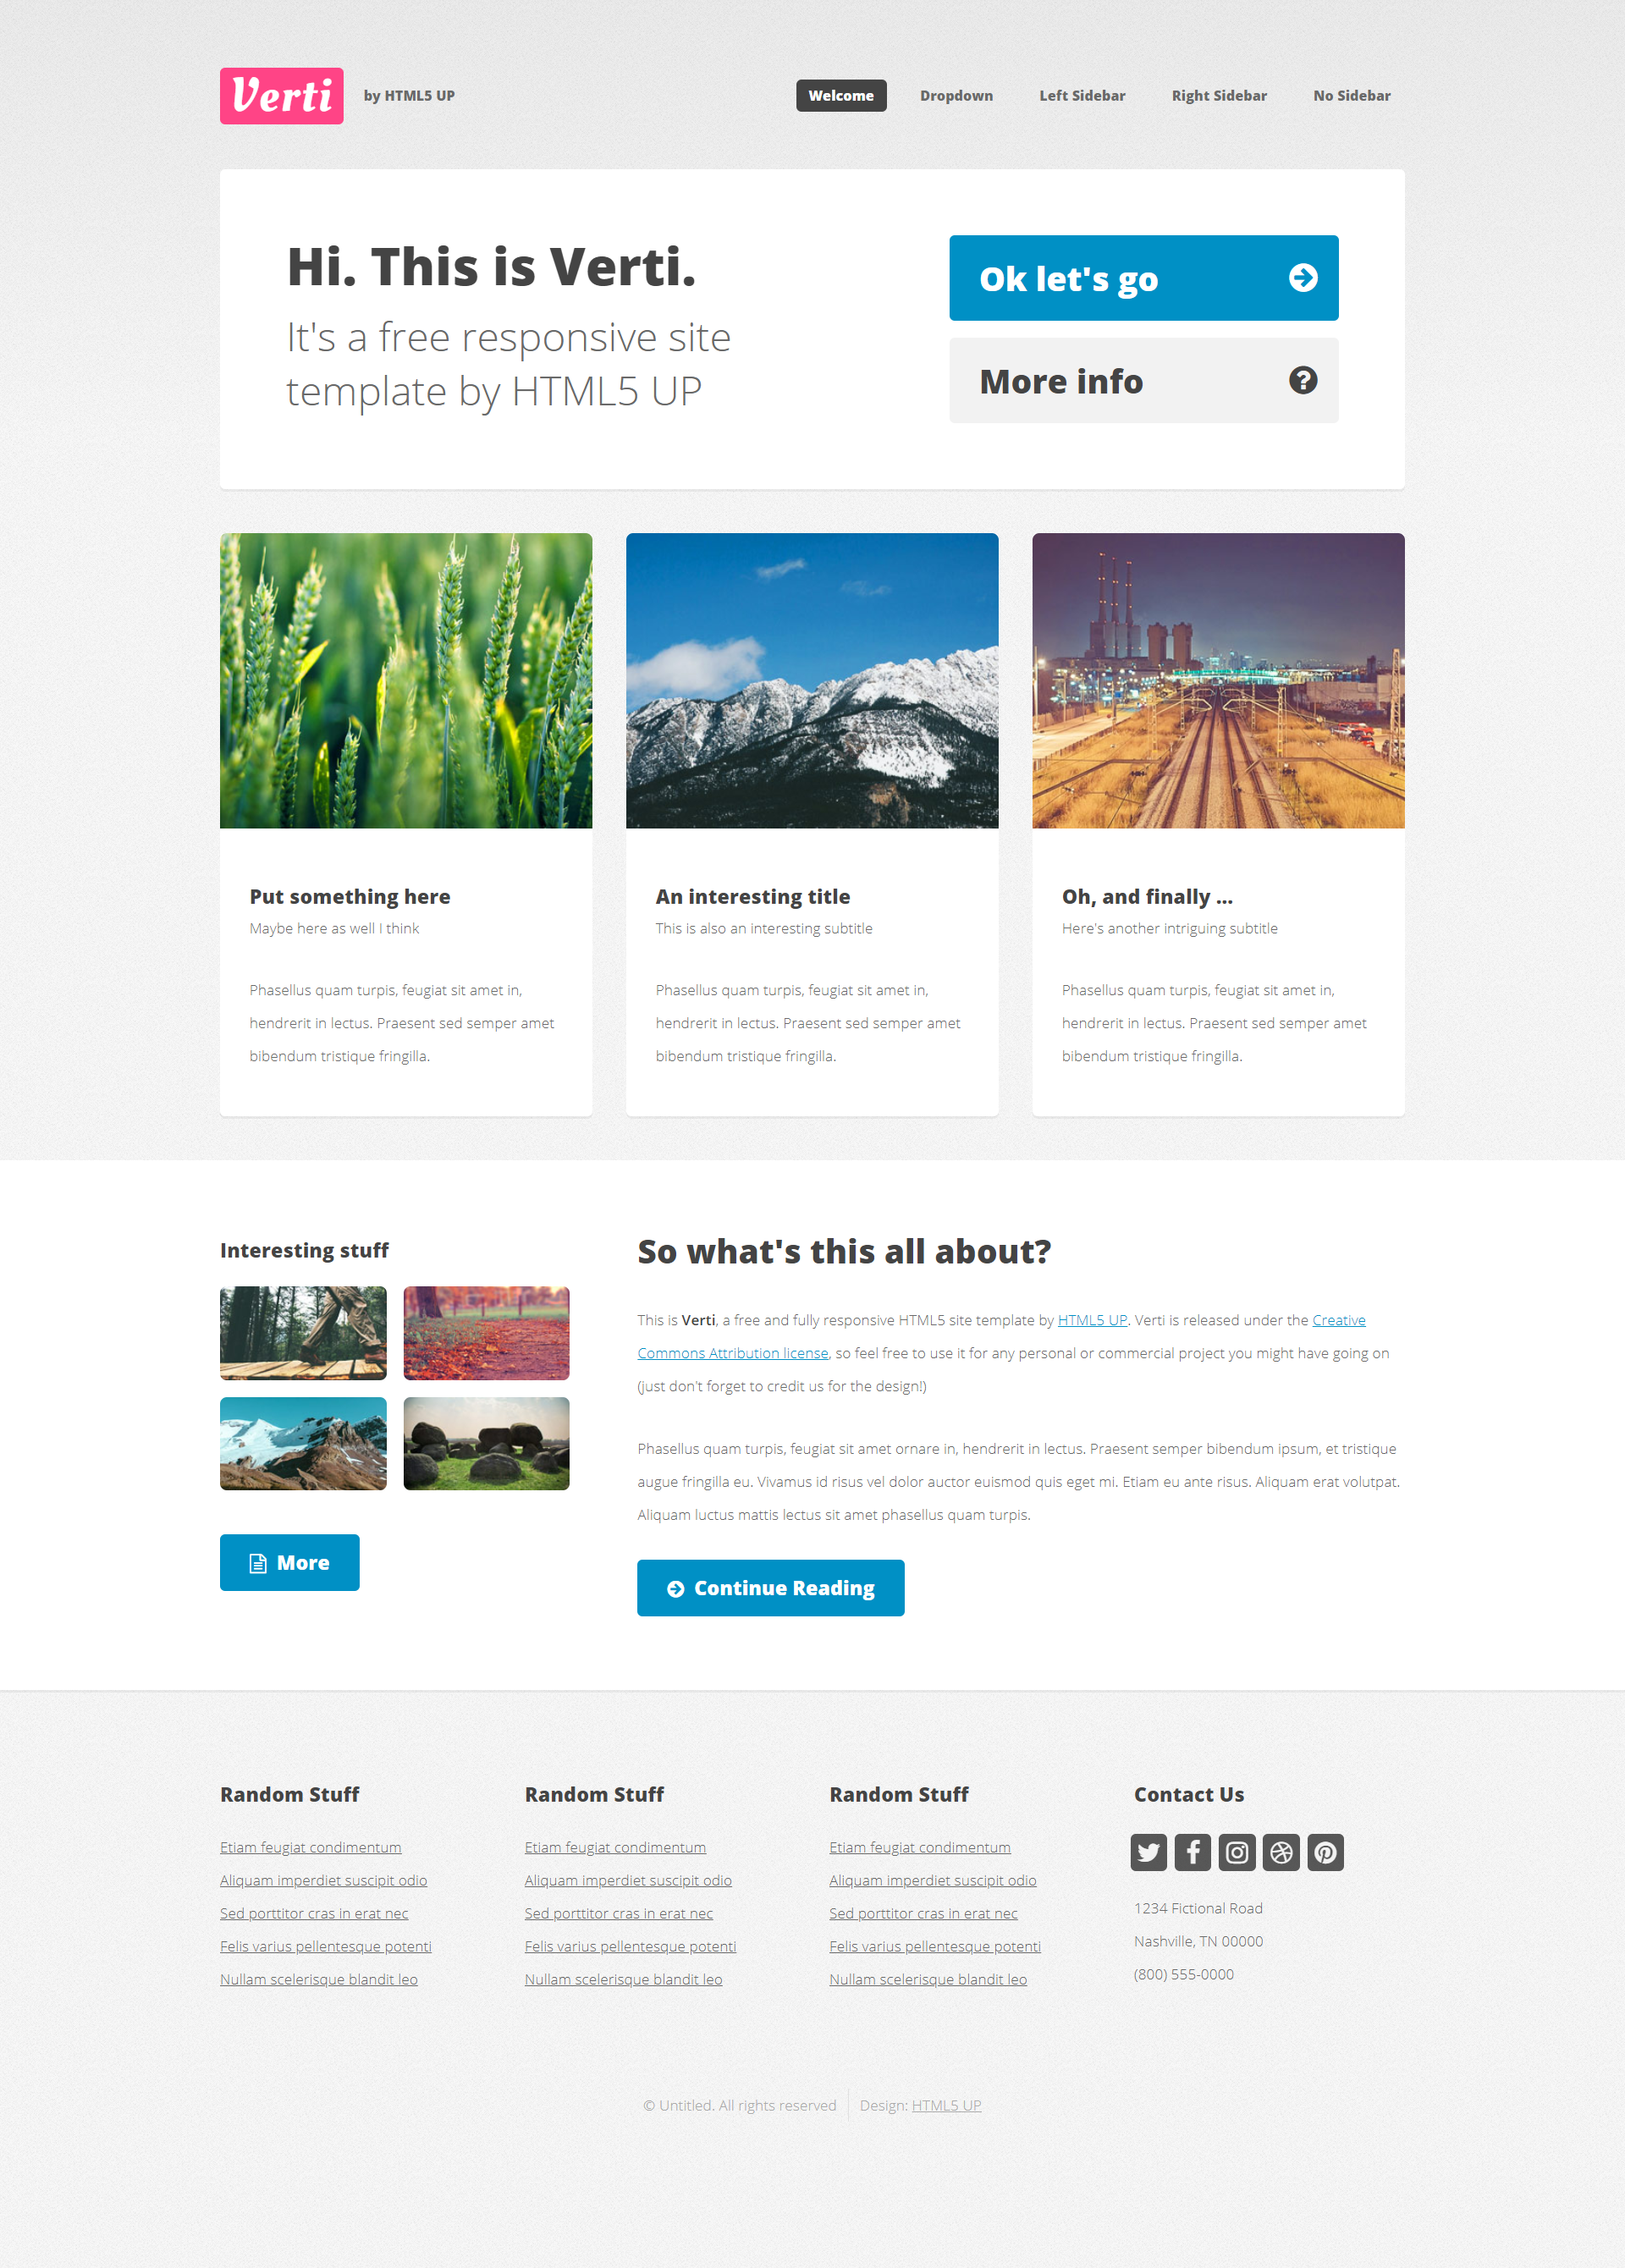 Verti
by HTML5 UP
Welcome
Dropdown
Left Sidebar
Right Sidebar
No Sidebar
Hi. This is Verti.
It's a free responsive site
template by HTML5 UP
Ok let's go
More info
Put something here
Maybe here as well I think
Phasellus quam turpis, feugiat sit amet in,
hendrerit in lectus. Praesent sed semper amet
bibendum tristique fringilla.
An interesting title
This is also an interesting subtitle
Phasellus quam turpis, feugiat sit amet in,
hendrerit in lectus. Praesent sed semper amet
bibendum tristique fringilla.
Oh, and finally ...
Here's another intriguing subtitle
Phasellus quam turpis, feugiat sit amet in,
hendrerit in lectus. Praesent sed semper amet
bibendum tristique fringilla.
Interesting stuff
More
So what's this all about?
This is Verti, a free and fully responsive HTML5 site template by HTML5 UP. Verti is released under the Creative
Commons Attribution license, so feel free to use it for any personal or commercial project you might have going on
(just don't forget to credit us for the design!)
Phasellus quam turpis, feugiat sit amet ornare in, hendrerit in lectus. Praesent semper bibendum ipsum, et tristique
augue fringilla eu. Vivamus id risus vel dolor auctor euismod quis eget mi. Etiam eu ante risus. Aliquam erat volutpat.
Aliquam luctus mattis lectus sit amet phasellus quam turpis.
Continue Reading
Random Stuff
Etiam feugiat condimentum
Aliquam imperdiet suscipit odio
Sed porttitor cras in erat nec
Felis varius pellentesque potenti
Nullam scelerisque blandit leo
Random Stuff
Etiam feugiat condimentum
Aliquam imperdiet suscipit odio
Sed porttitor cras in erat nec
Felis varius pellentesque potenti
Nullam scelerisque blandit leo
Random Stuff
Etiam feugiat condimentum
Aliquam imperdiet suscipit odio
Sed porttitor cras in erat nec
Felis varius pellentesque potenti
Nullam scelerisque blandit leo
Contact Us
1234 Fictional Road
Nashville, TN 00000
(800) 555-0000
© Untitled. All rights reserved
Design: HTML5 UP